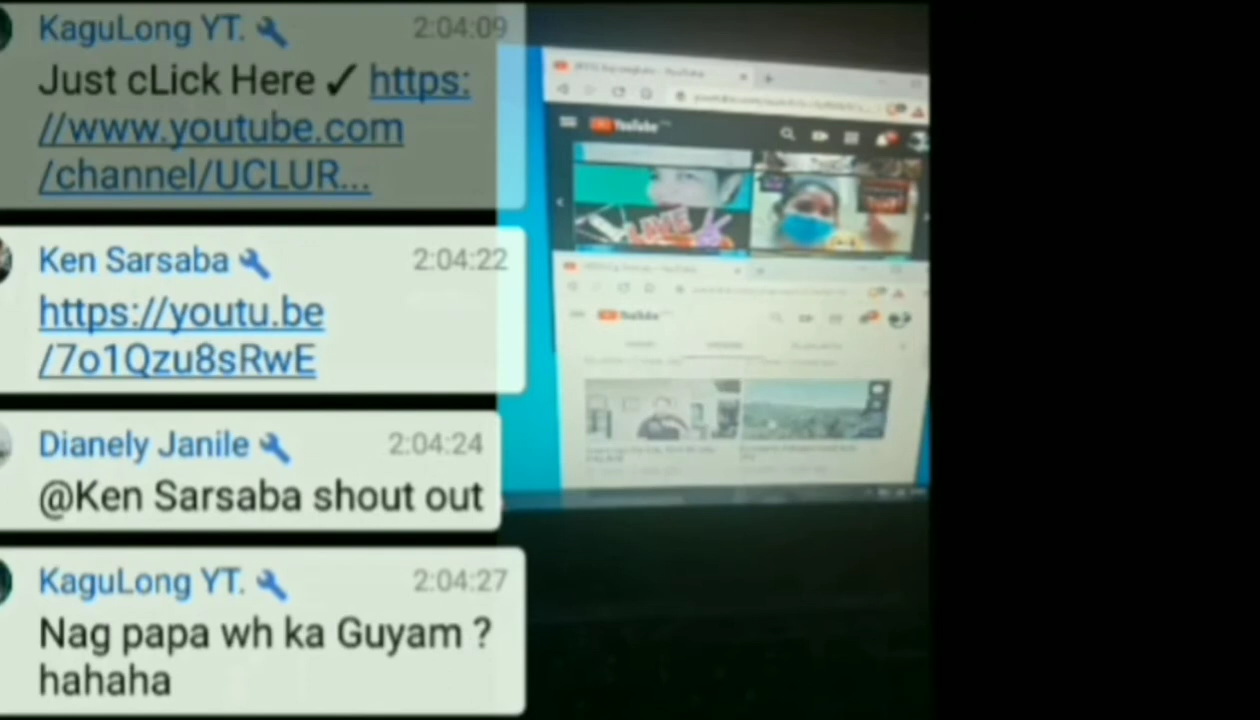 KaguLong YT. 2:04:09
Just cLick Here ✓ https:
//www.youtube.com
/channel/UCLUR...
Ken Sarsaba 2:04:22
https://youtu.be
/7o1Qzu8sRwE
Dianely Janile 2:04:24
@Ken Sarsaba shout out
KaguLong YT. 2:04:27
Nag papa wh ka Guyam ?
hahaha
YouTube
LIVE
YouTube